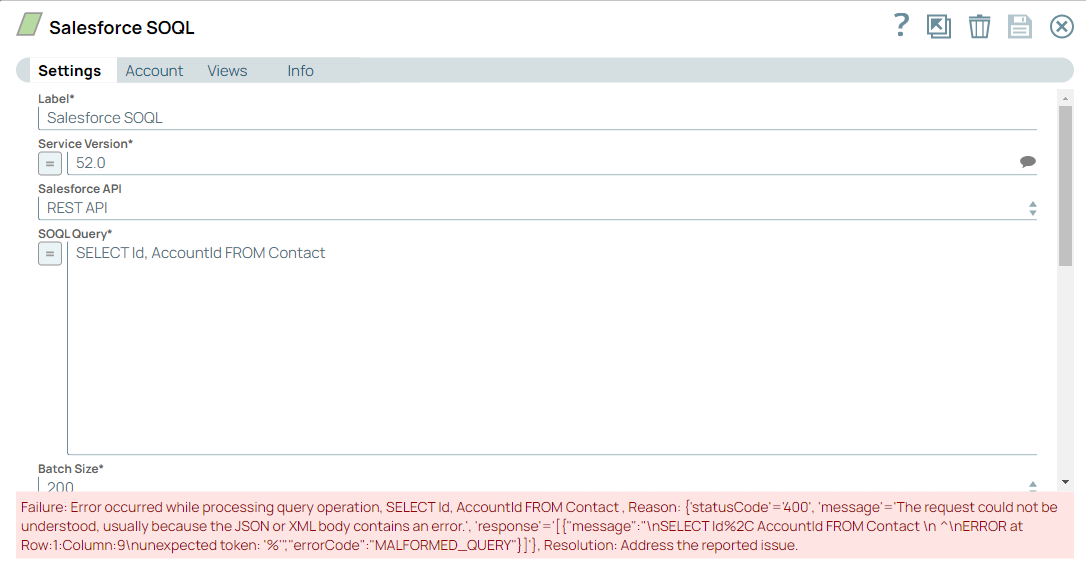 Salesforce SOQL
?
Settings Account Views Info
Label*
Salesforce SOQL
Service Version*
= 52.0
Salesforce API
REST API
SOQL Query*
= SELECT Id, AccountId FROM Contact
Batch Size*
200
Failure: Error occurred while processing query operation, SELECT Id, AccountId FROM Contact , Reason: {'statusCode'='400', 'message'='The request could not be
understood, usually because the JSON or XML body contains an error.', 'response'='[{"message":"\nSELECT Id%2C AccountId FROM Contact \n ^\nERROR at
Row:1:Column:9\nunexpected token: '%'","errorCode":"MALFORMED_QUERY"}]'}, Resolution: Address the reported issue.